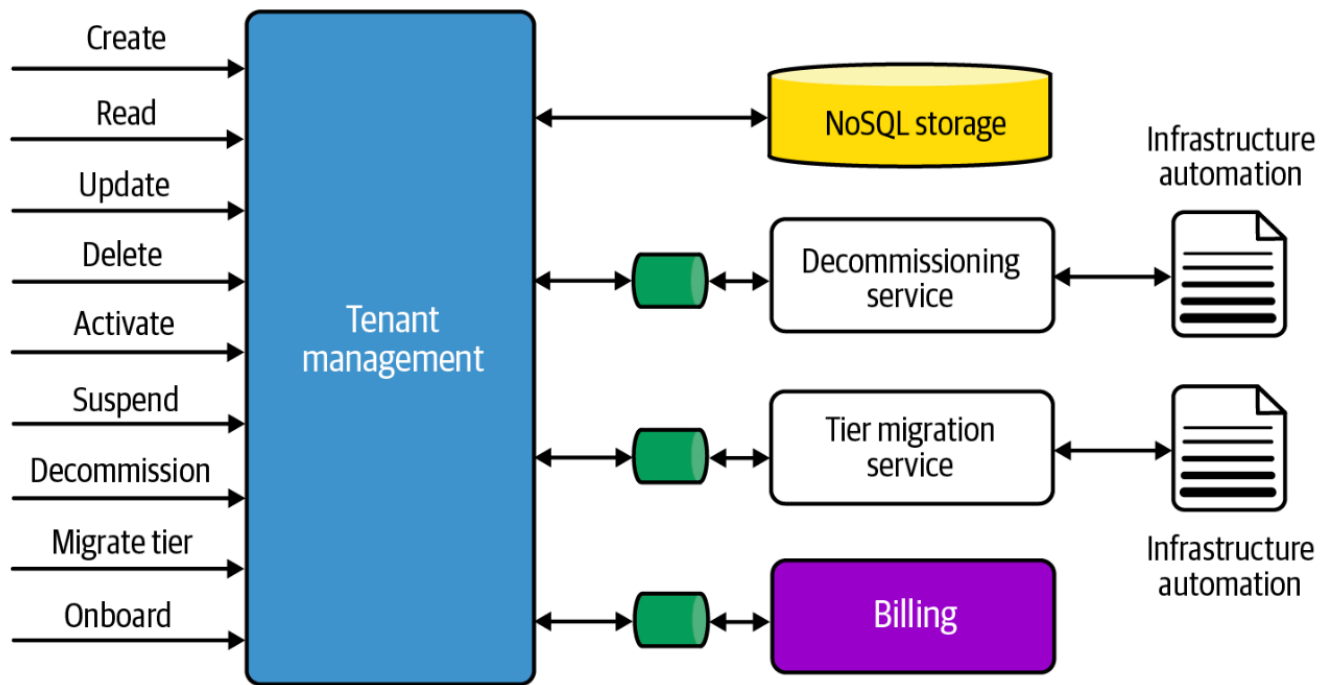 Create
Read
Update
Delete
Activate
Suspend
Decommission
Migrate tier
Onboard
Tenant
management
NoSQL storage
Decommissioning
service
Tier migration
service
Billing
Infrastructure
automation
Infrastructure
automation